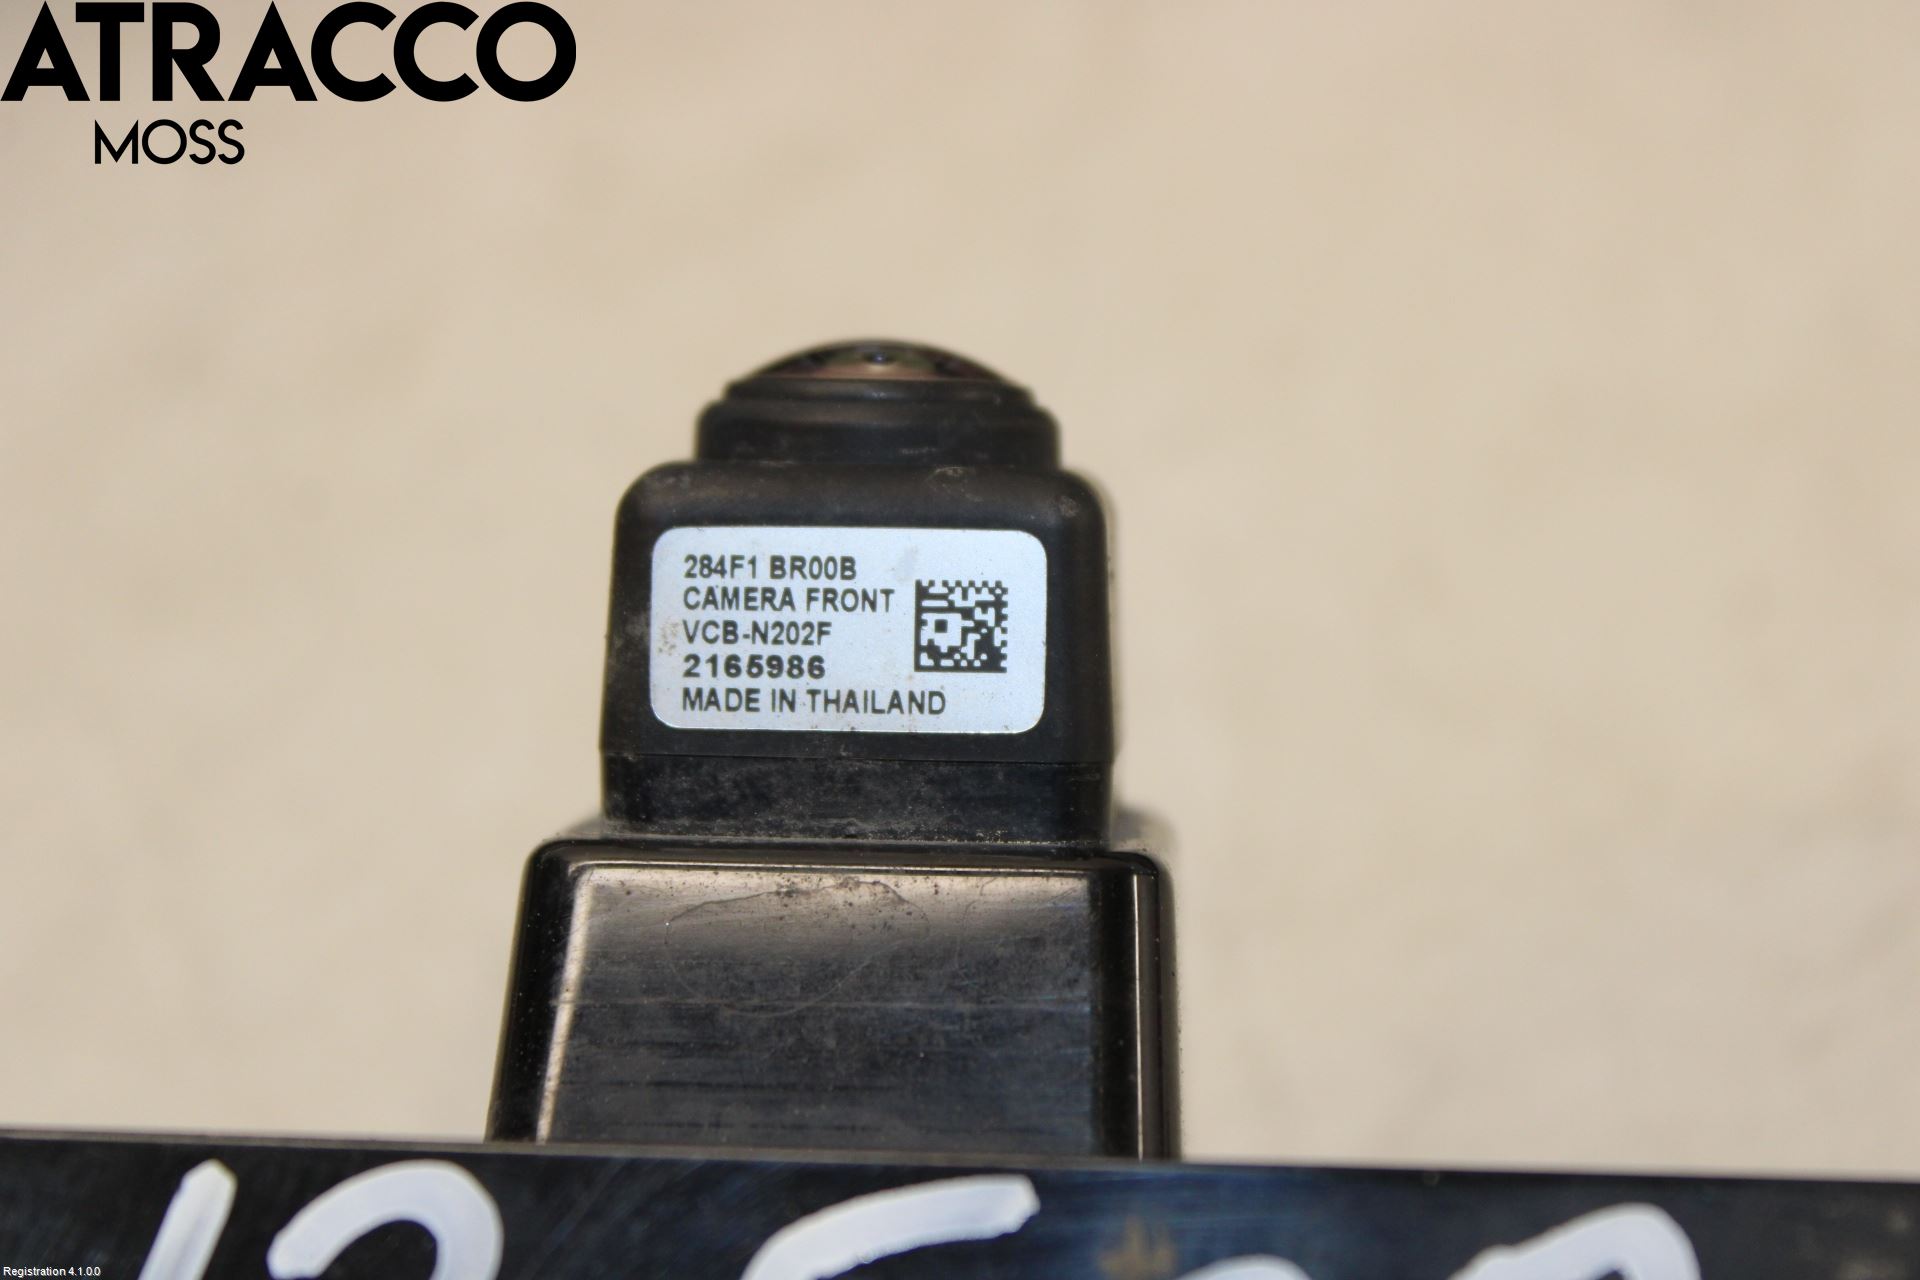 ATRACCO
MOSS
284F1 BR00B
CAMERA FRONT
VCB-N202F
2165986
MADE IN THAILAND
Registration 4.1.0.0